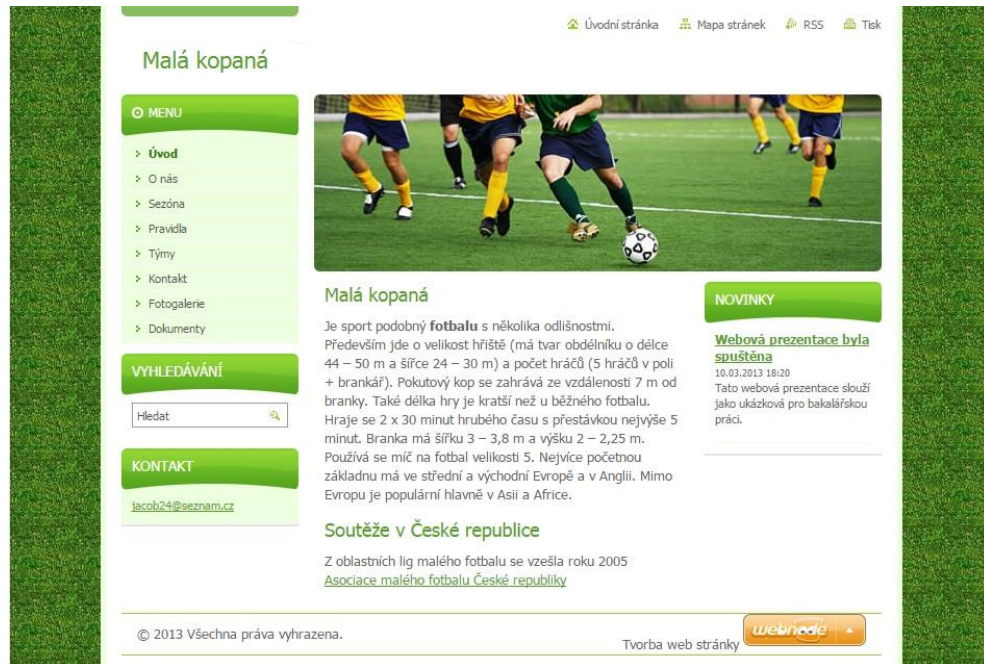 Úvodní stránka
Mapa stránek
RSS
Tisk
Malá kopaná
MENU
Úvod
O nás
Sezóna
Pravidla
Týmy
Kontakt
Fotogalerie
Dokumenty
VYHLEDÁVÁNÍ
Hledat
KONTAKT
jacob24@seznam.cz
Malá kopaná
Je sport podobný fotbalu s několika odlišnostmi.
Především jde o velikost hřiště (má tvar obdélníku o délce
44 – 50 m a šířce 24 – 30 m) a počet hráčů (5 hráčů v poli
+ brankář). Pokutový kop se zahrává ze vzdálenosti 7 m od
branky. Také délka hry je kratší než u běžného fotbalu.
Hraje se 2 x 30 minut hrubého času s přestávkou nejvýše 5
minut. Branka má šířku 3 – 3,8 m a výšku 2 – 2,25 m.
Používá se míč na fotbal velikosti 5. Nejvíce početnou
základnu má ve střední a východní Evropě a v Anglii. Mimo
Evropu je populární hlavně v Asii a Africe.
Soutěže v České republice
Z oblastních lig malého fotbalu se vzešla roku 2005
Asociace malého fotbalu České republiky
NOVINKY
Webová prezentace byla
spuštěna
10.03.2013 18:20
Tato webová prezentace slouží
jako ukázková pro bakalářskou
práci.
© 2013 Všechna práva vyhrazena.
Tvorba web stránky
webnode